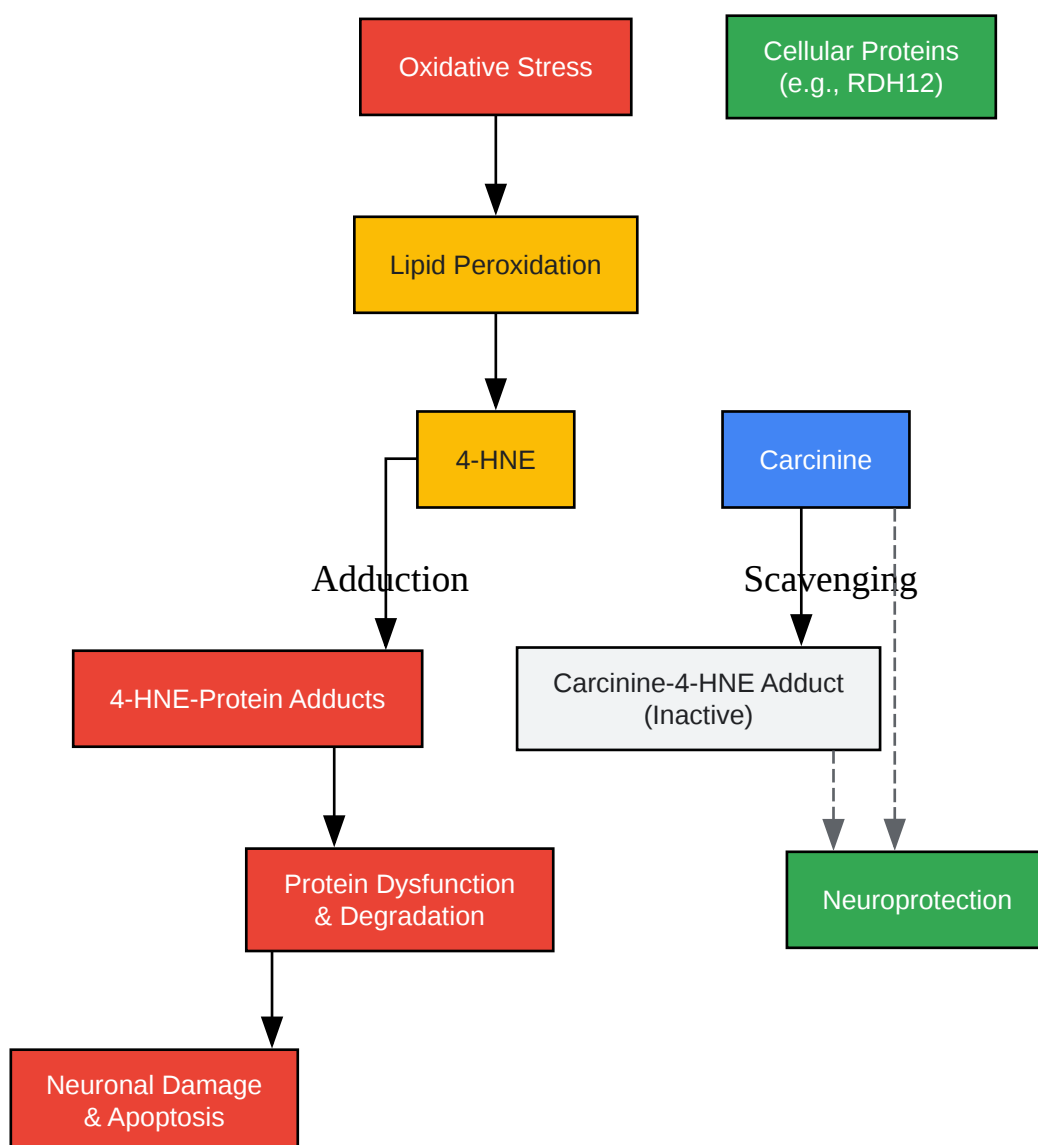 Oxidative Stress
Cellular Proteins
(e.g., RDH12)
Lipid Peroxidation
4-HNE
Carcinine
Adduction
Scavenging
4-HNE-Protein Adducts
Carcinine-4-HNE Adduct
(Inactive)
Protein Dysfunction
& Degradation
Neuroprotection
Neuronal Damage
& Apoptosis